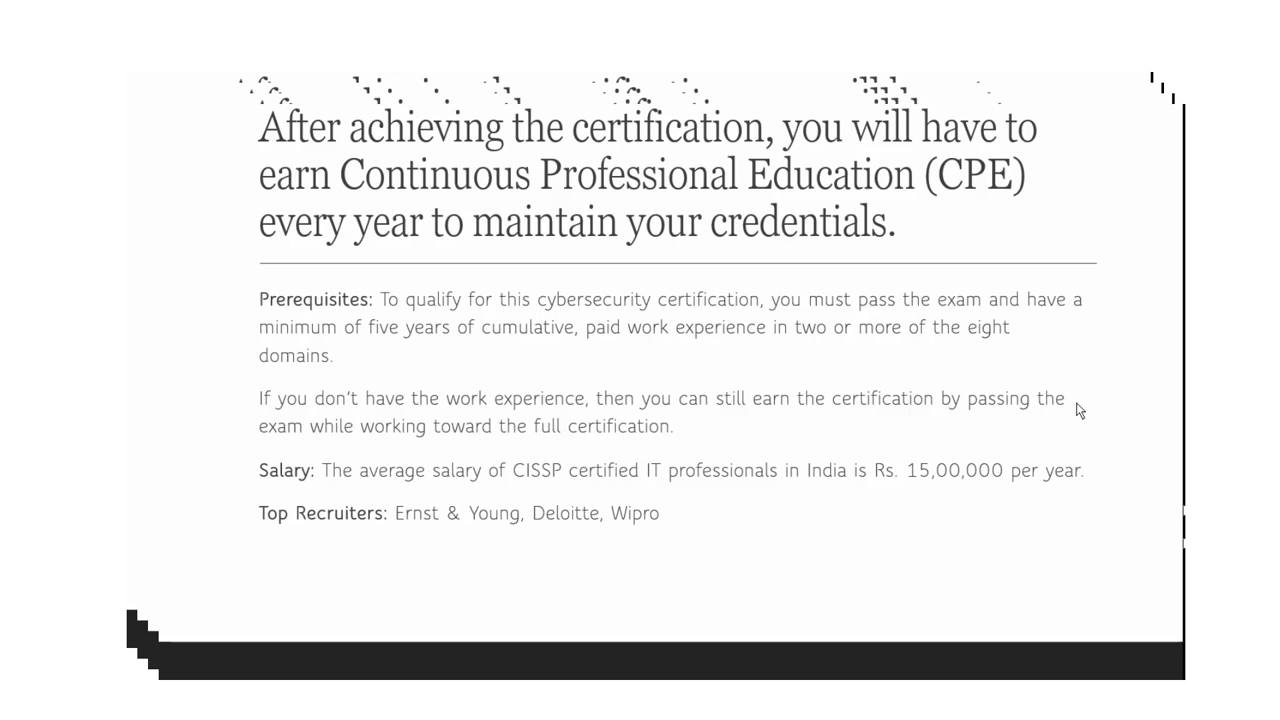 After achieving the certification, you will have to
earn Continuous Professional Education (CPE)
every year to maintain your credentials.
Prerequisites: To qualify for this cybersecurity certification, you must pass the exam and have a
minimum of five years of cumulative, paid work experience in two or more of the eight
domains.
If you don't have the work experience, then you can still earn the certification by passing the
exam while working toward the full certification.
Salary: The average salary of CISSP certified IT professionals in India is Rs. 15,00,000 per year.
Top Recruiters: Ernst & Young, Deloitte, Wipro